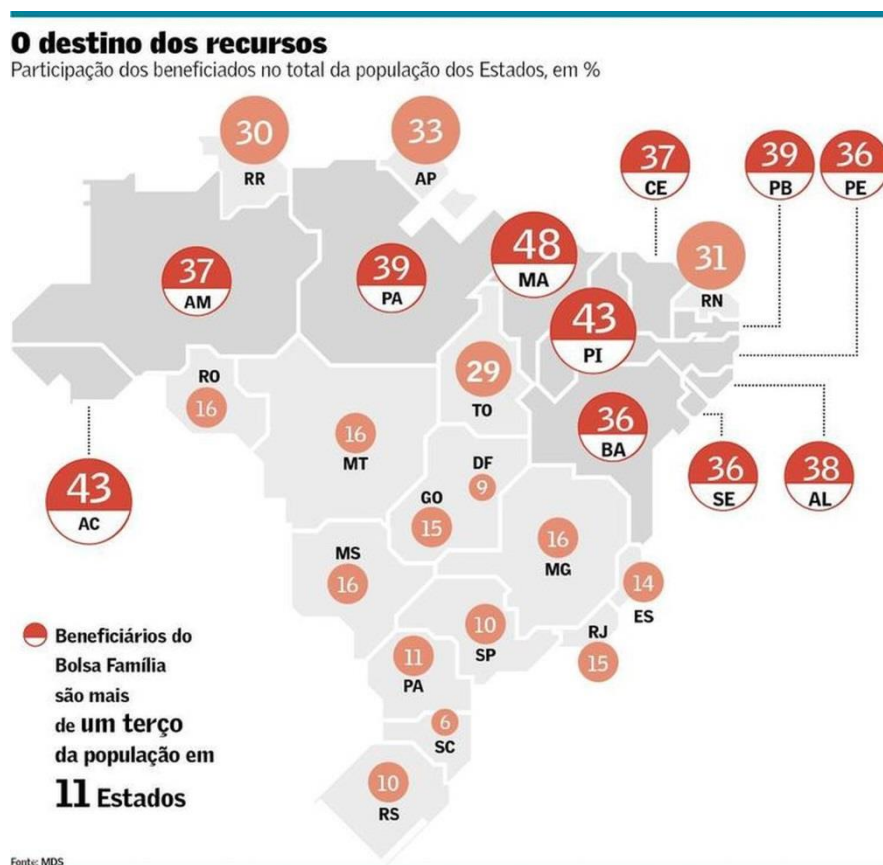 O destino dos recursos
Participação dos beneficiados no total da população dos Estados, em %
30
RR
33
AP
37
CE
39
PB
36
PE
37
AM
39
PA
48
MA
31
RN
43
PI
RO
16
29
TO
16
MT
36
BA
DF
9
43
AC
36
SE
38
AL
GO
15
16
MG
MS
16
14
ES
10
SP
RJ
15
11
PA
6
SC
10
RS
Beneficiários do
Bolsa Família
são mais
de um terço
da população em
11 Estados
Fonte: MDS